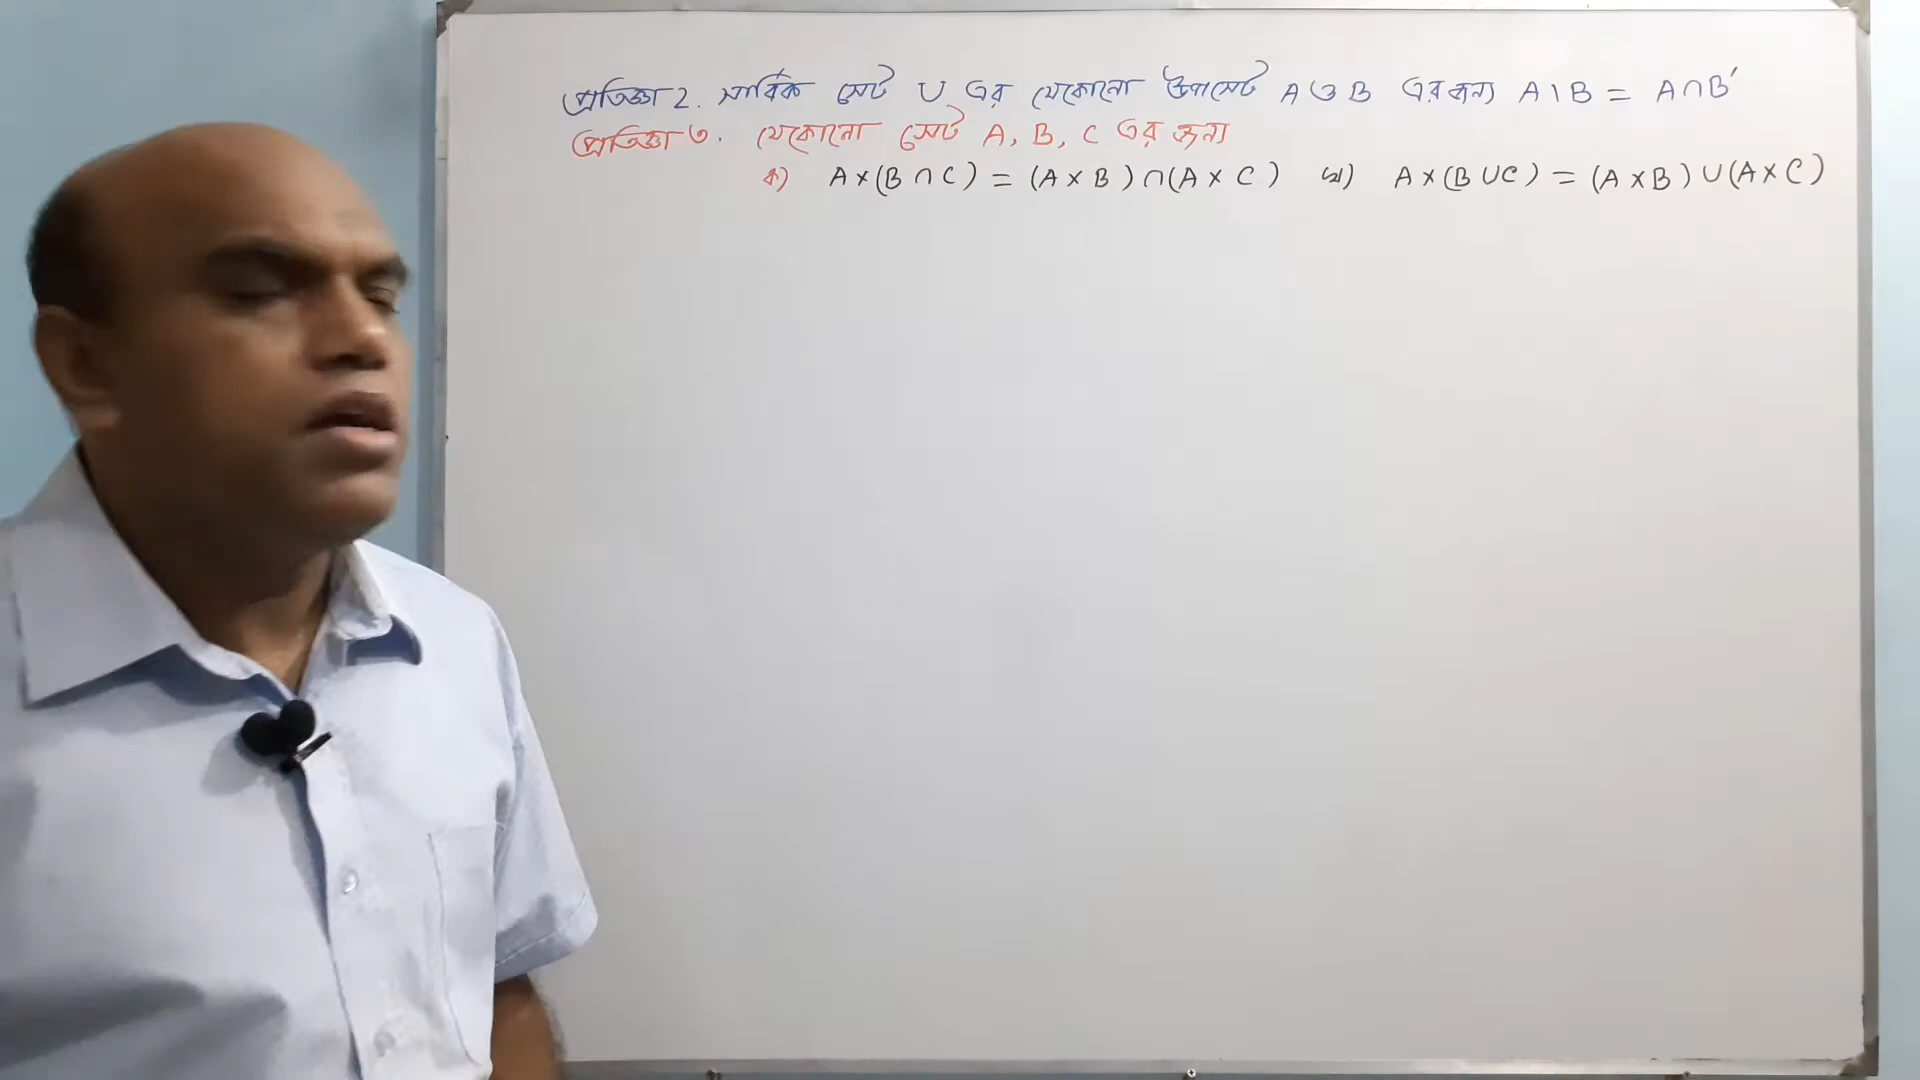 প্রতিজ্ঞা 2. সার্বিক সেট U এর যেকোনো উপসেট A ও B এর জন্য A \ B = A ∩ B′
প্রতিজ্ঞা ৩. যেকোনো সেট A, B, C এর জন্য
ক) A × (B ∩ C) = (A × B) ∩ (A × C) খ) A × (B ∪ C) = (A × B) ∪ (A × C)